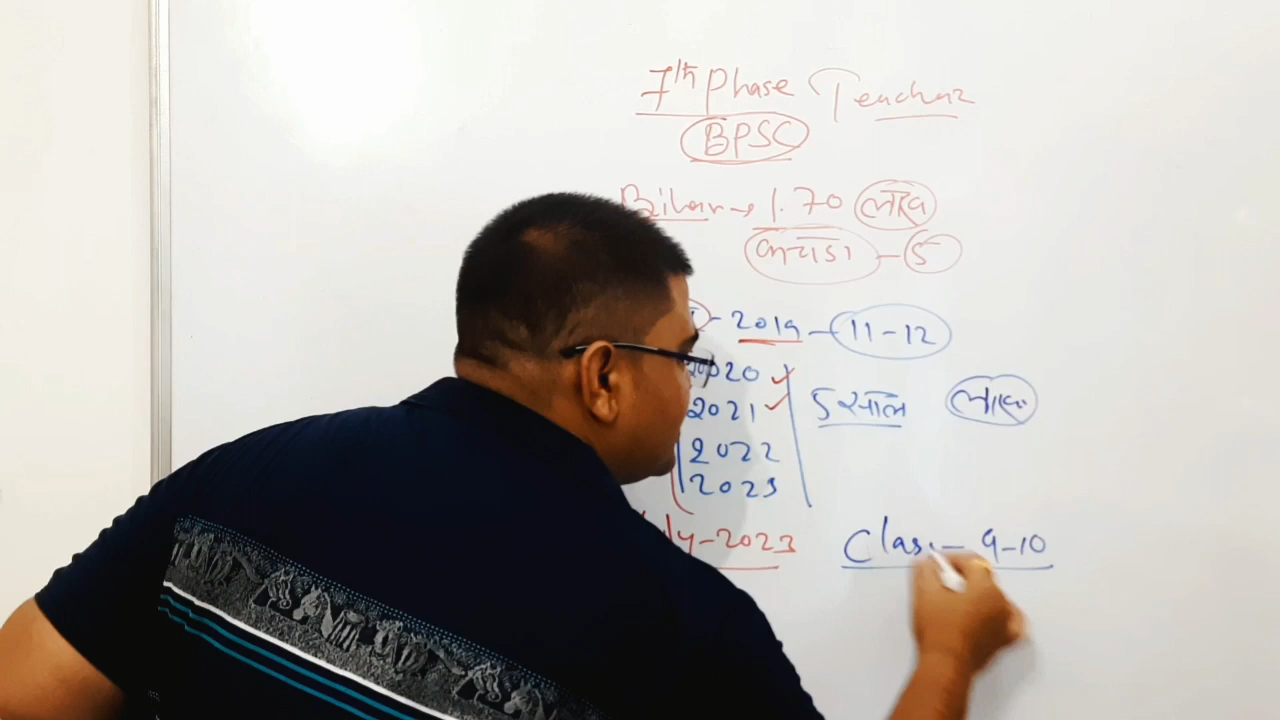 7th Phase Teacher
BPSC
Bihar → 1.70 लाख
- 5
- 2019 - 11-12
2020
2021
5 साल लाख
2022
2023
July-2023
Class - 9-10